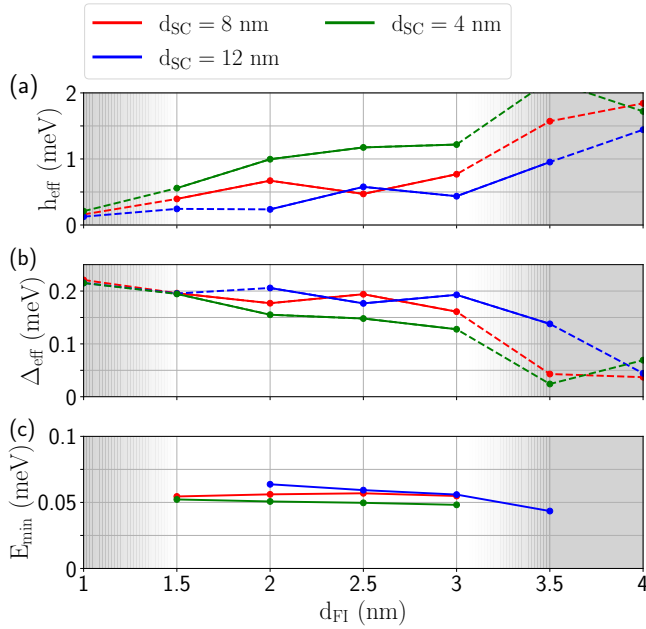 d_SC = 8 nm
d_SC = 4 nm
d_SC = 12 nm
(a)
2
1
0
h_eff (meV)
(b)
0.2
0.1
0
Δ_eff (meV)
(c)
0.1
0.05
0
E_min (meV)
1 1.5 2 2.5 3 3.5 4
d_FI (nm)